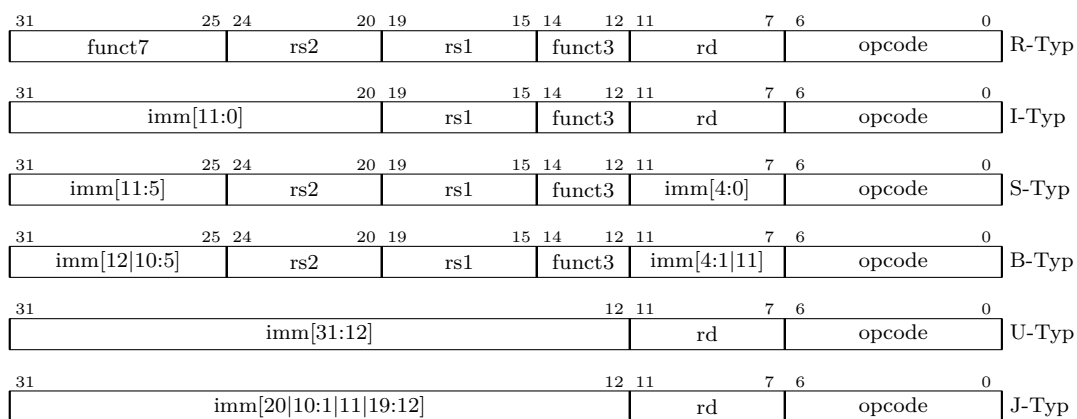 31 25 24 20 19 15 14 12 11 7 6 0
funct7 rs2 rs1 funct3 rd opcode R-Typ
31 20 19 15 14 12 11 7 6 0
imm[11:0] rs1 funct3 rd opcode I-Typ
31 25 24 20 19 15 14 12 11 7 6 0
imm[11:5] rs2 rs1 funct3 imm[4:0] opcode S-Typ
31 25 24 20 19 15 14 12 11 7 6 0
imm[12|10:5] rs2 rs1 funct3 imm[4:1|11] opcode B-Typ
31 12 11 7 6 0
imm[31:12] rd opcode U-Typ
31 12 11 7 6 0
imm[20|10:1|11|19:12] rd opcode J-Typ